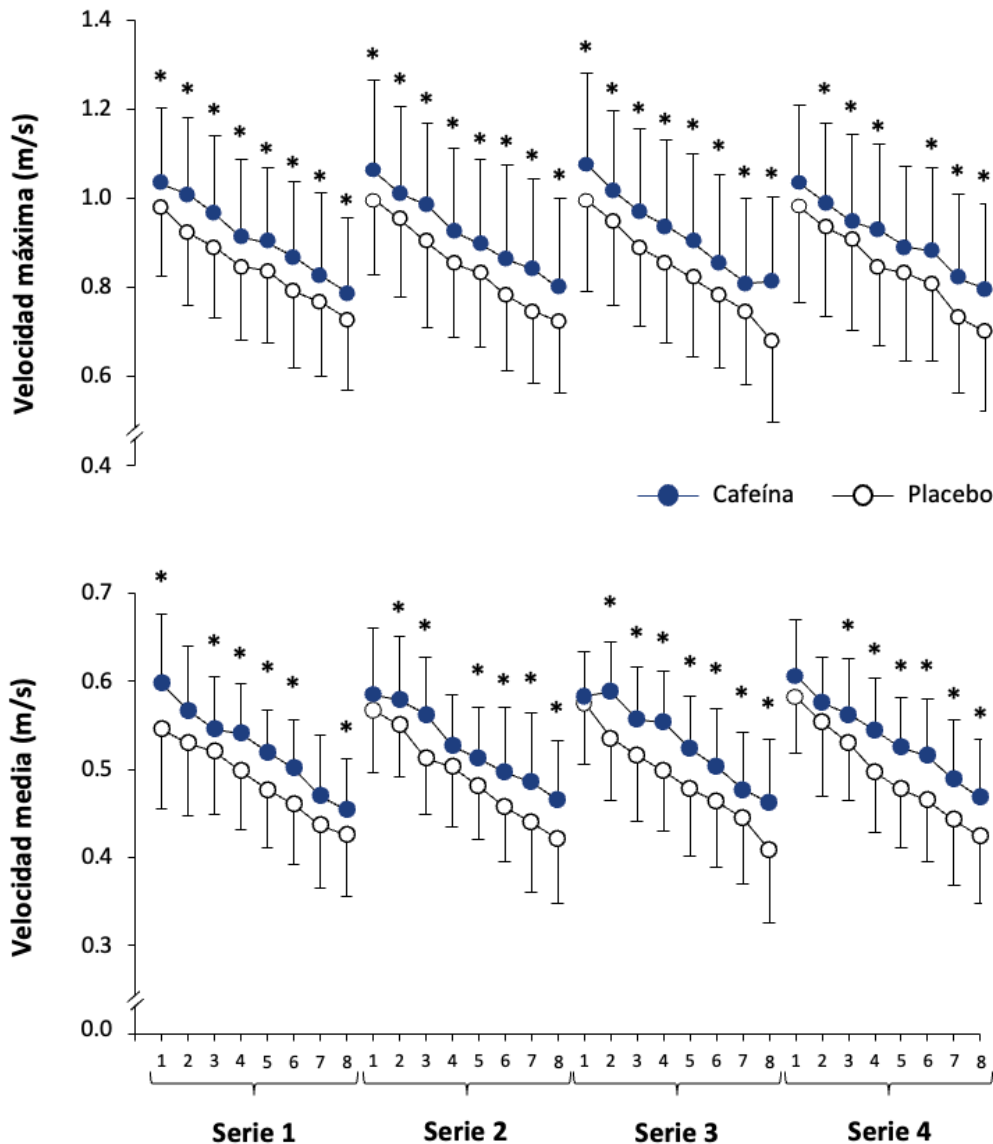 Velocidad máxima (m/s)
1.4
1.2
1.0
0.8
0.6
0.4
* * * * * * * *
* * * * * * * *
* * * * * * * *
* * * * * *
Cafeína
Placebo
Velocidad media (m/s)
0.7
0.6
0.5
0.4
0.3
0.0
* * * * * *
* * * * * *
* * * * * * *
* * * * * *
1 2 3 4 5 6 7 8
1 2 3 4 5 6 7 8
1 2 3 4 5 6 7 8
1 2 3 4 5 6 7 8
Serie 1
Serie 2
Serie 3
Serie 4